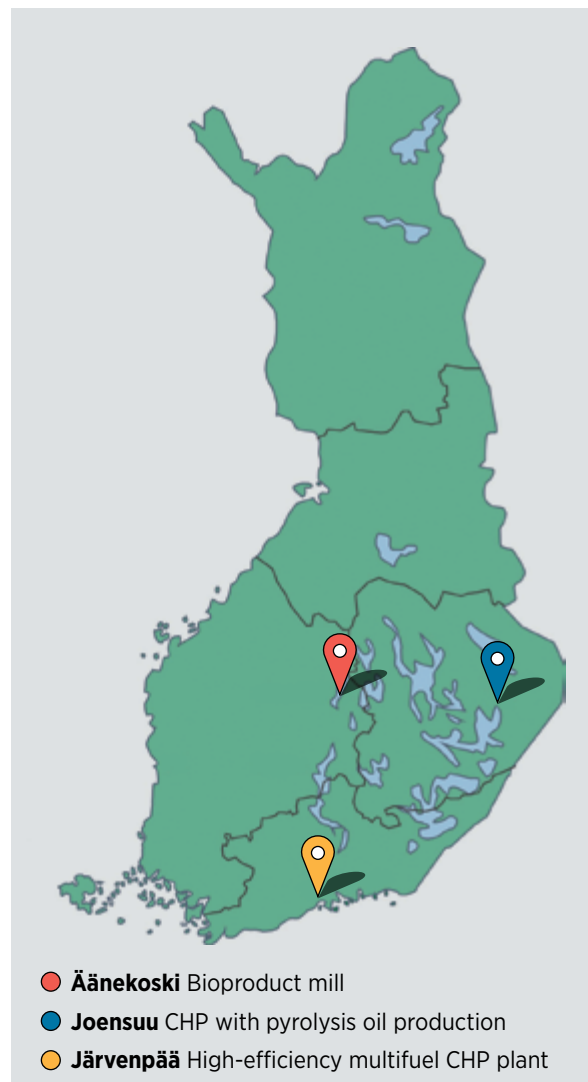 Äänekoski Bioproduct mill
Joensuu CHP with pyrolysis oil production
Järvenpää High-efficiency multifuel CHP plant